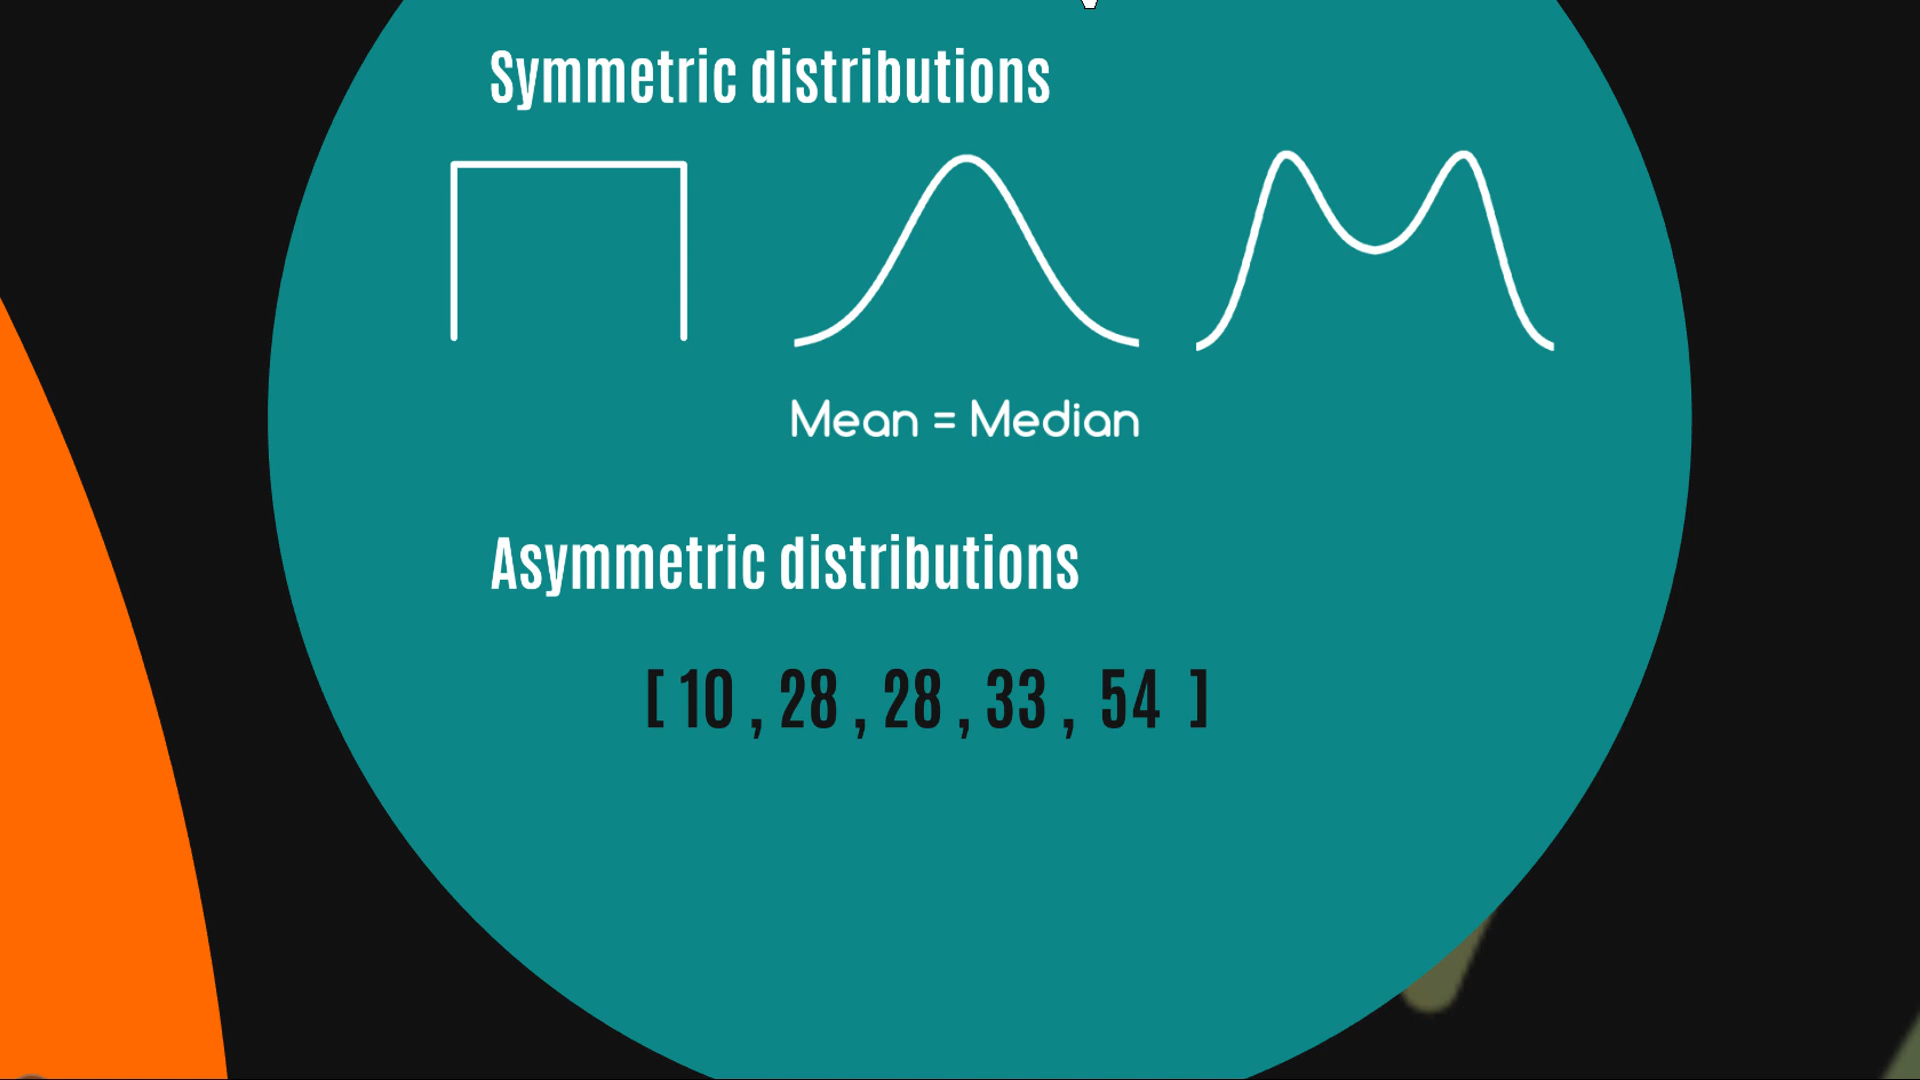 Symmetric distributions
Mean = Median
Asymmetric distributions
[ 10 , 28 , 28 , 33 , 54 ]